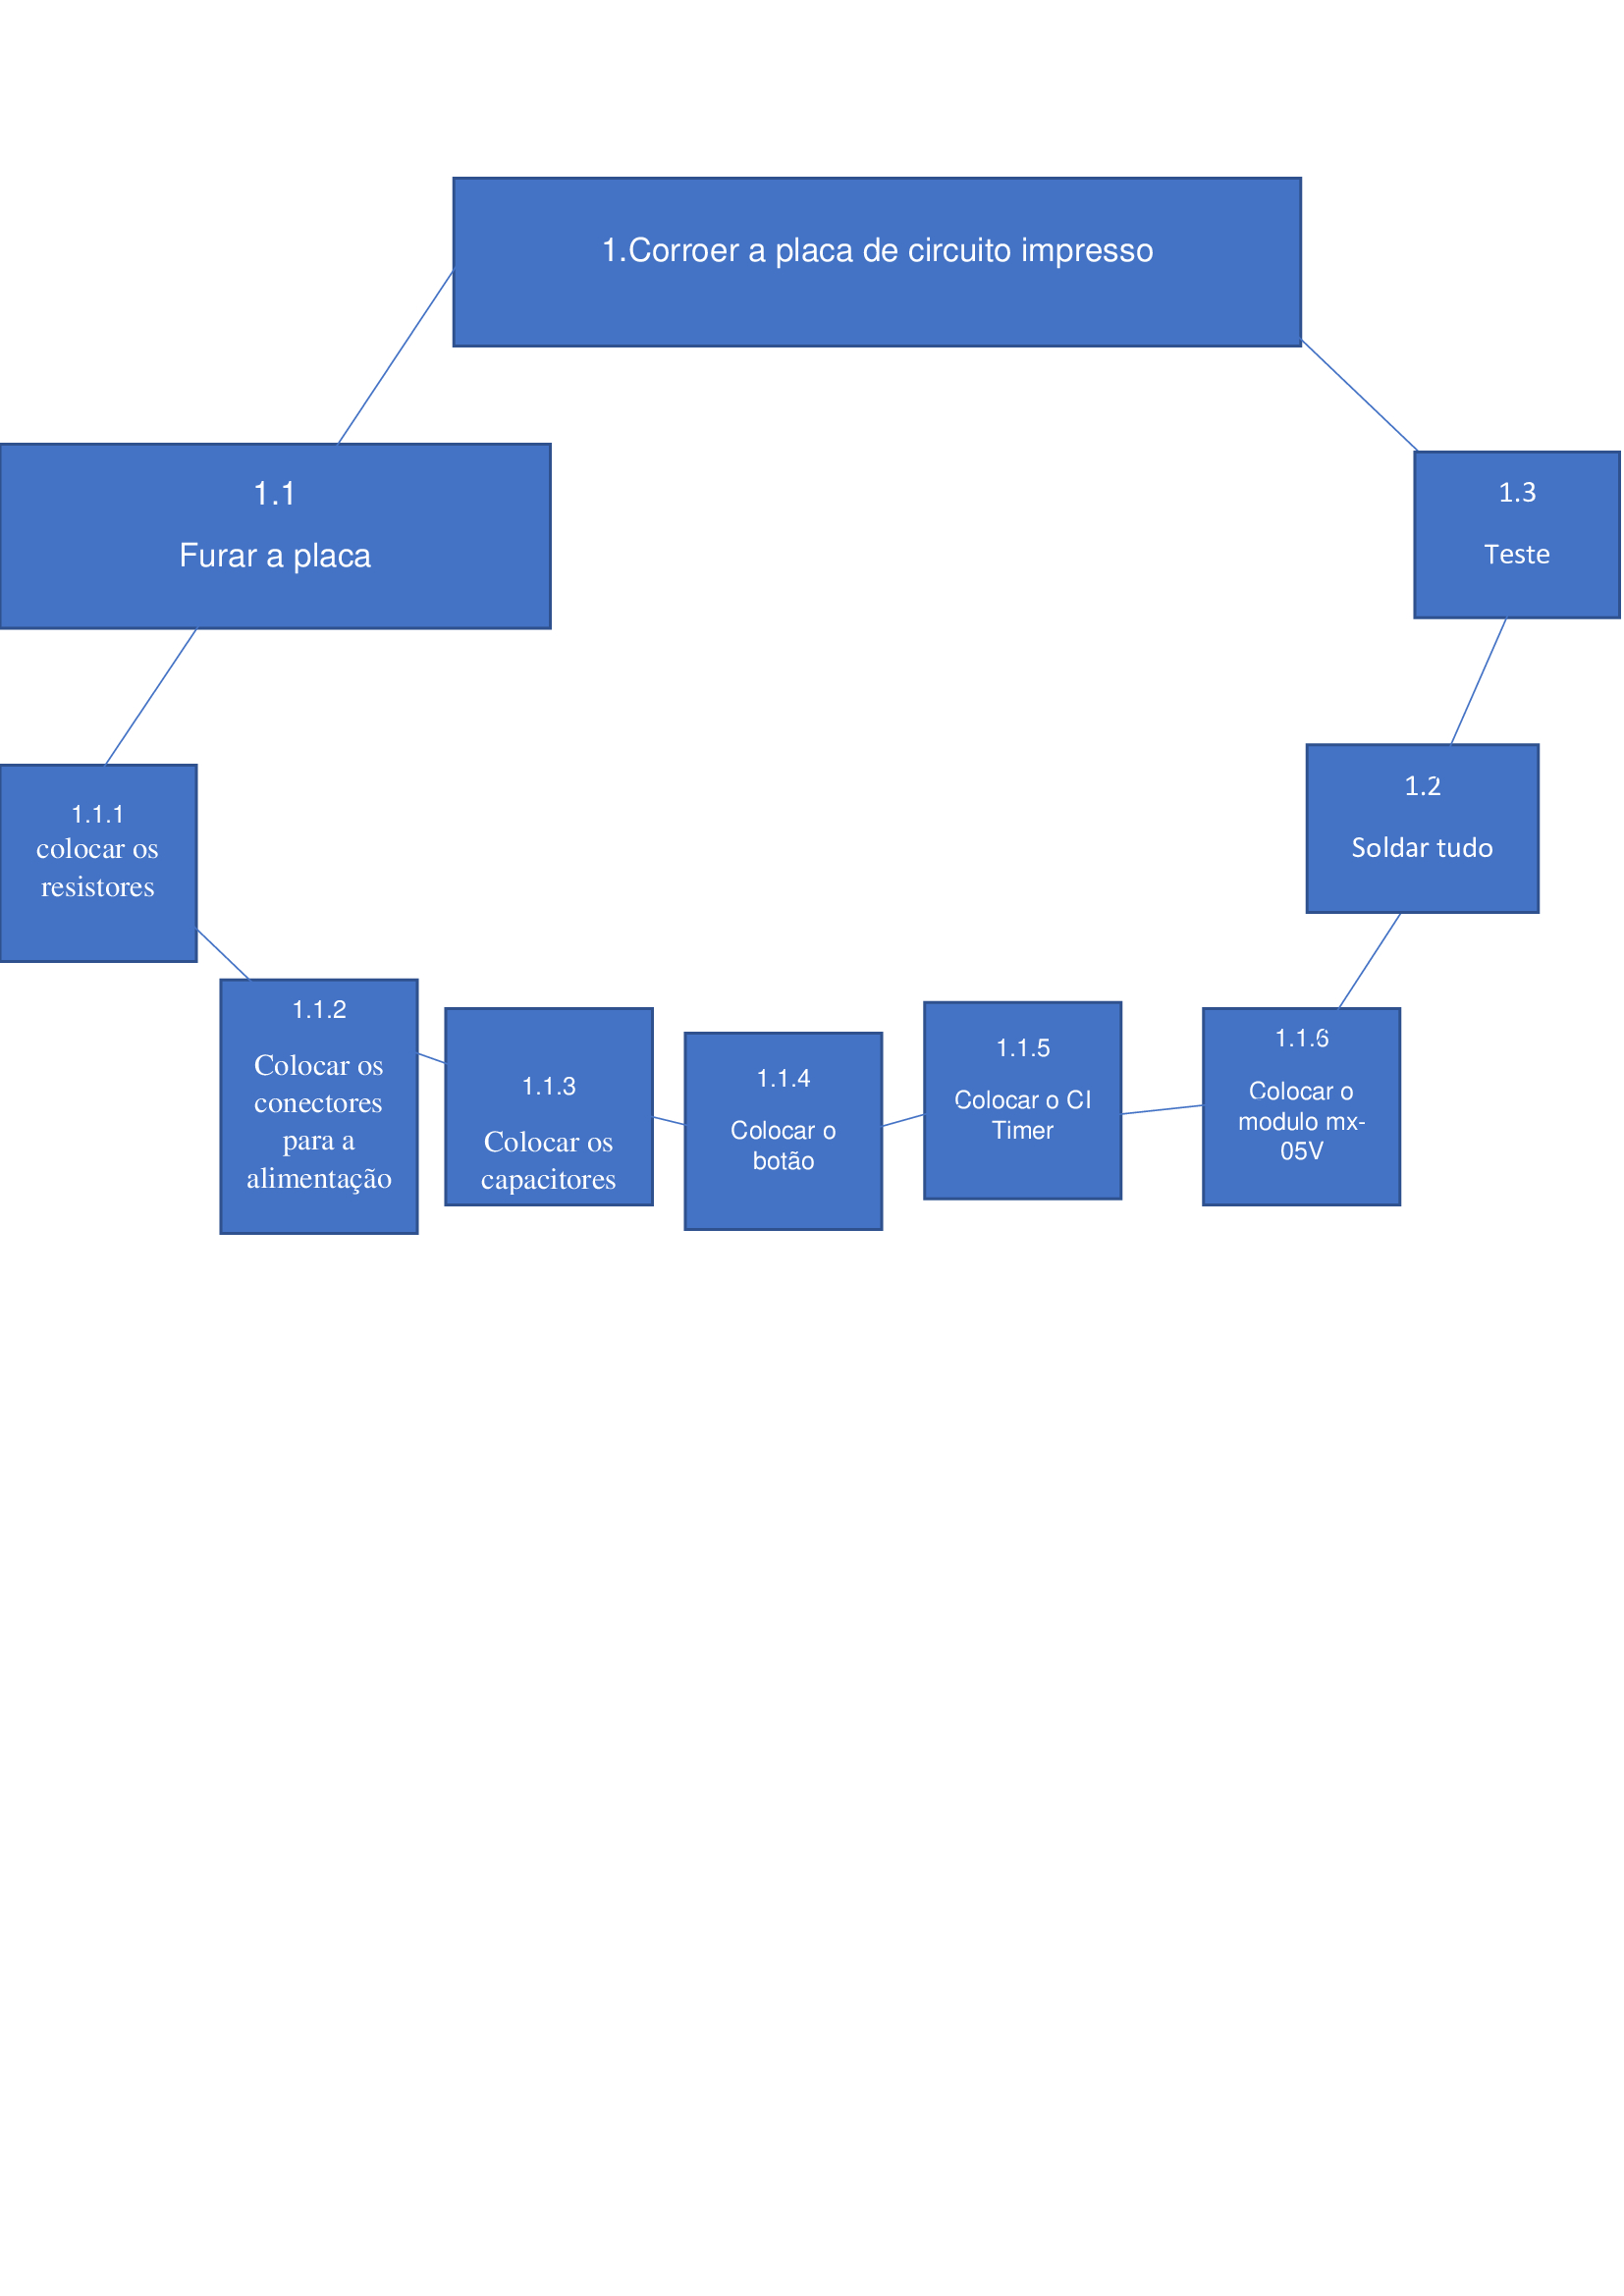 1.Corroer a placa de circuito impresso
1.1
Furar a placa
1.3
Teste
1.1.1
colocar os
resistores
1.2
Soldar tudo
1.1.2
Colocar os
conectores
para a
alimentação
1.1.3
Colocar os
capacitores
1.1.4
Colocar o
botão
1.1.5
Colocar o CI
Timer
1.1.6
Colocar o
modulo mx-
05V